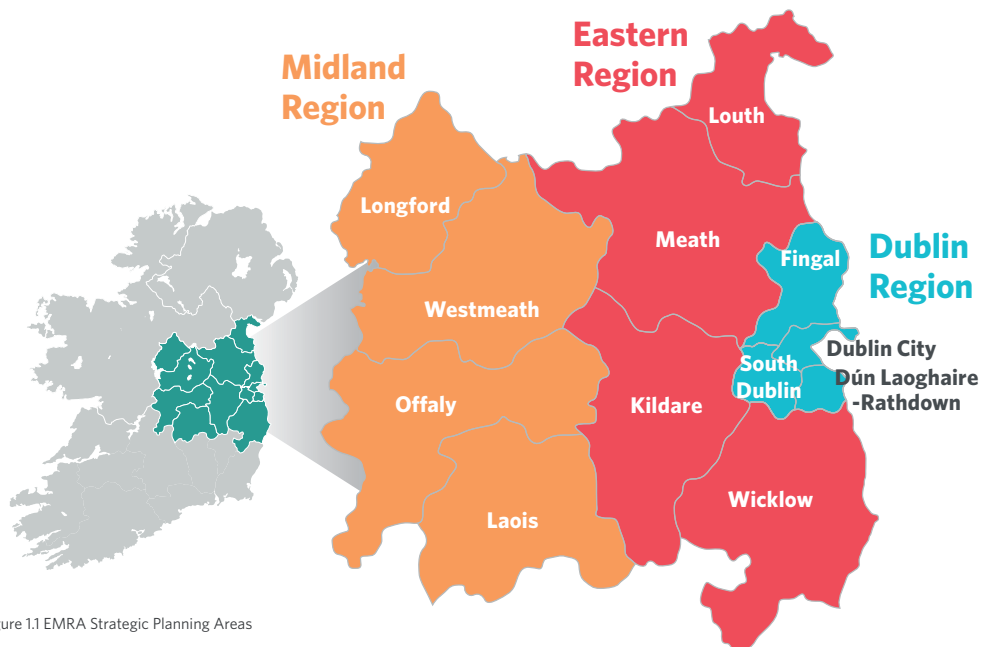 Midland
Region
Eastern
Region
Louth
Longford
Meath
Fingal
Dublin
Region
Westmeath
Dublin City
South
Dublin
Dún Laoghaire
-Rathdown
Offaly
Kildare
Wicklow
Laois
gure 1.1 EMRA Strategic Planning Areas